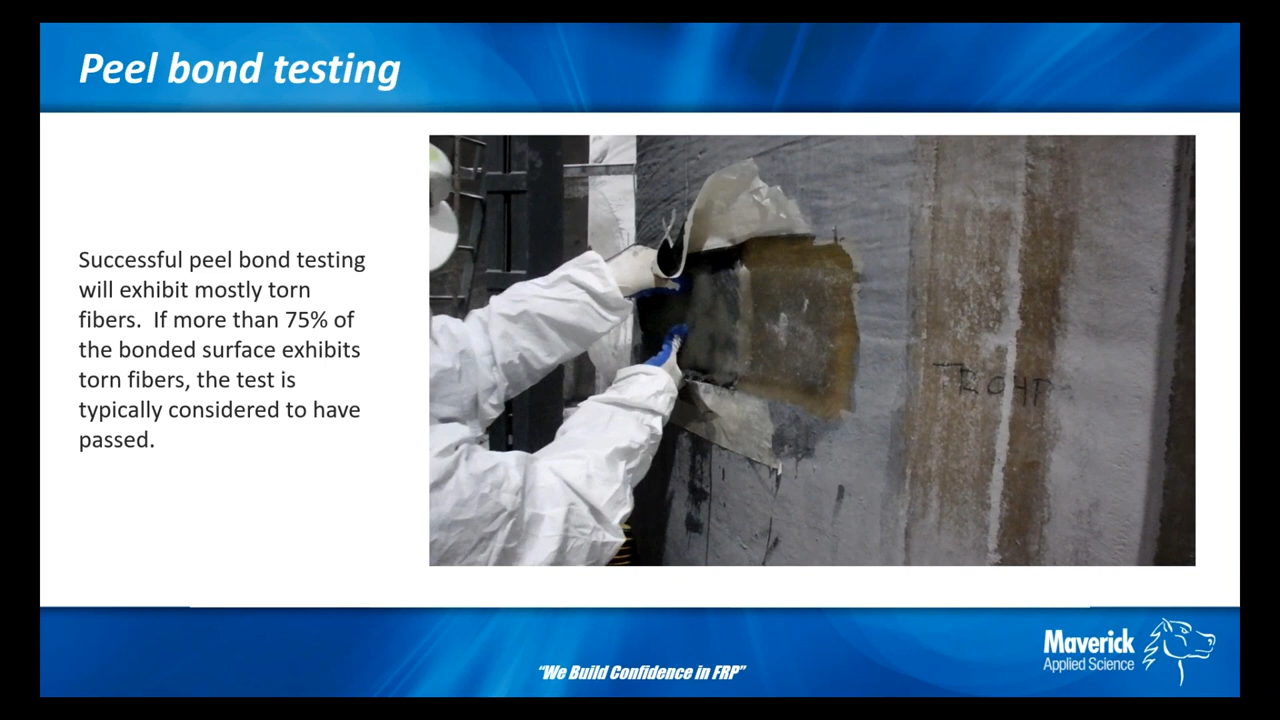 Peel bond testing
Successful peel bond testing
will exhibit mostly torn
fibers.  If more than 75% of
the bonded surface exhibits
torn fibers, the test is
typically considered to have
passed.
"We Build Confidence in FRP"
Maverick
Applied Science